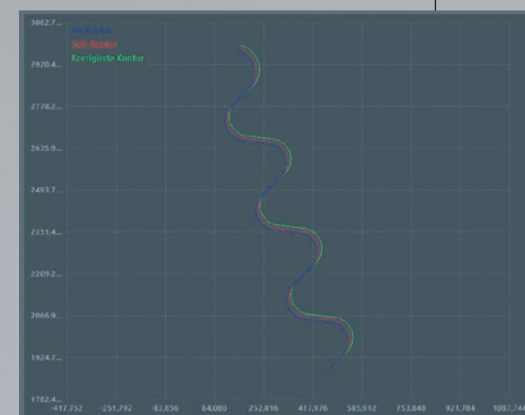 3062.7...
Ist-Kontur
Soll-Kontur
Korrigierte Kontur
2920.4...
2778.2...
2635.9...
2493.7...
2351.4...
2209.2...
2066.9...
1924.7...
1782.4...
-417,752 -251,792 -83,856 84,080 252,016 417,976 585,912 753,848 921,784 1087,744